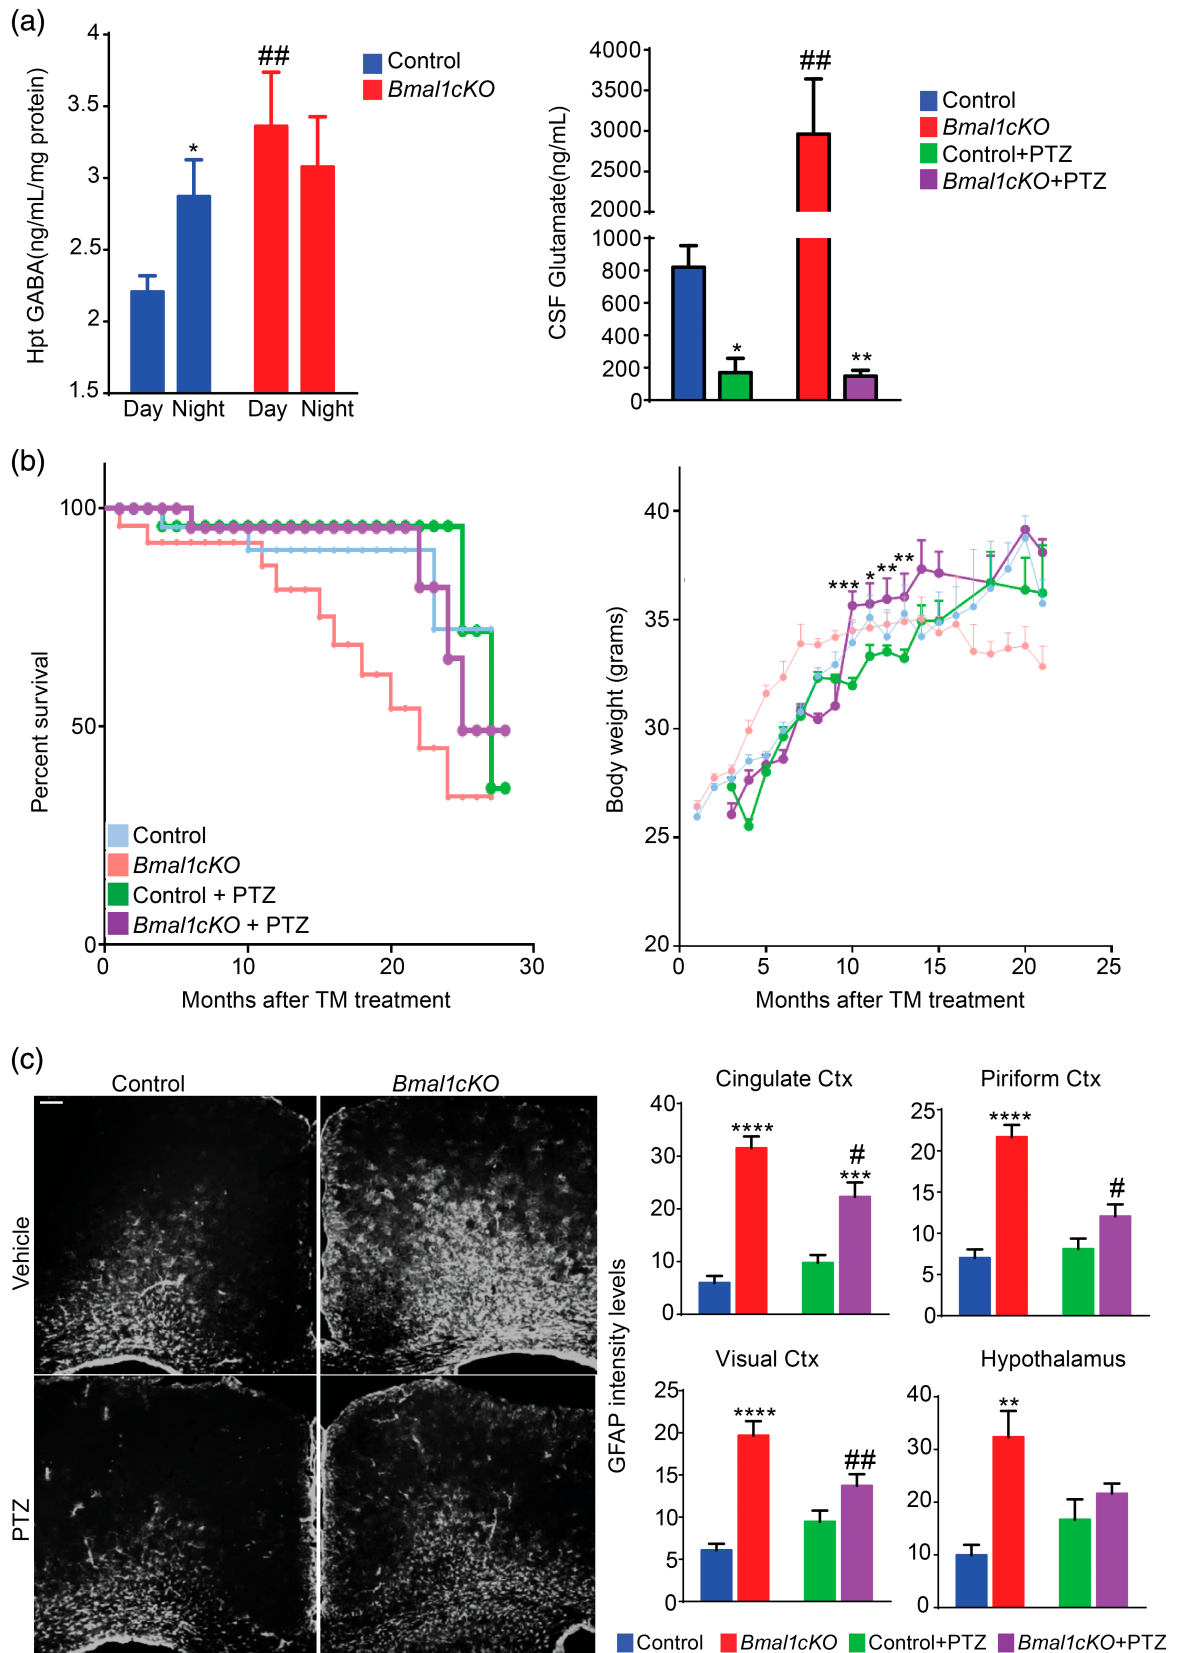 (a)
4
3.5
3
2.5
2
1.5
Hpt GABA(ng/mL/mg protein)
*
##
Day Night Day Night
Control
Bmal1cKO
4000
3500
3000
2500
2000
1000
800
600
400
200
0
CSF Glutamate(ng/mL)
*
##
**
Control
Bmal1cKO
Control+PTZ
Bmal1cKO+PTZ
(b)
100
50
0
Percent survival
Control
Bmal1cKO
Control + PTZ
Bmal1cKO + PTZ
0 10 20 30
Months after TM treatment
40
35
30
25
20
Body weight (grams)
*** * ** **
0 5 10 15 20 25
Months after TM treatment
(c)
Control Bmal1cKO
Vehicle
PTZ
GFAP intensity levels
Cingulate Ctx
40
30
20
10
0
****
#
***
Piriform Ctx
25
20
15
10
5
0
****
#
Visual Ctx
25
20
15
10
5
0
****
##
Hypothalamus
40
30
20
10
0
**
Control Bmal1cKO Control+PTZ Bmal1cKO+PTZ